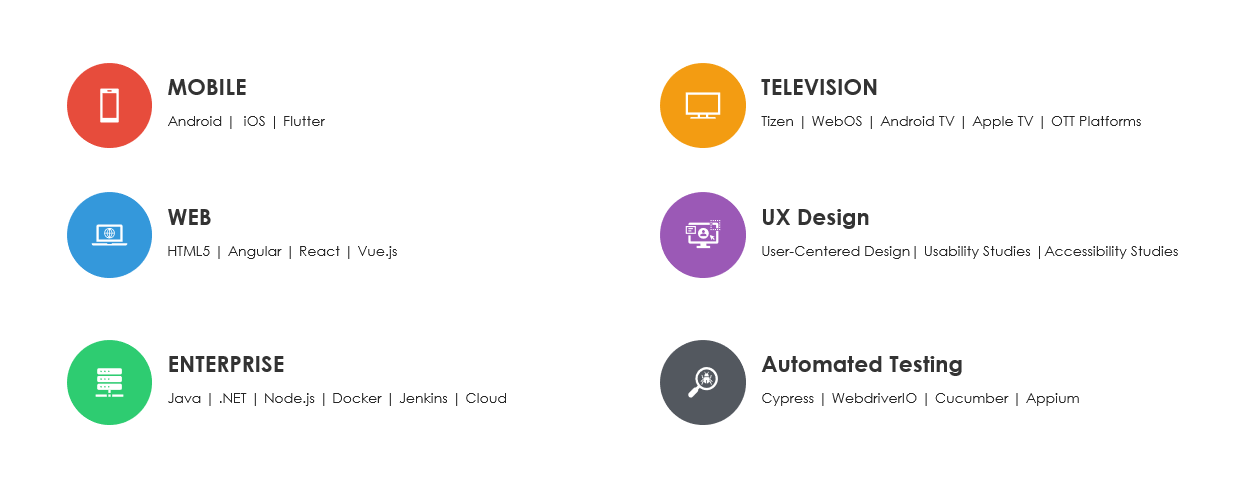 MOBILE
Android | iOS | Flutter
TELEVISION
Tizen | WebOS | Android TV | Apple TV | OTT Platforms
WEB
HTML5 | Angular | React | Vue.js
UX Design
User-Centered Design| Usability Studies |Accessibility Studies
ENTERPRISE
Java | .NET | Node.js | Docker | Jenkins | Cloud
Automated Testing
Cypress | WebdriverIO | Cucumber | Appium